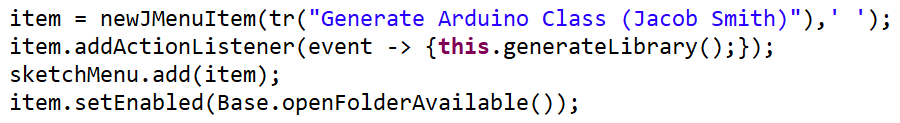 item = newJMenuItem(tr("Generate Arduino Class (Jacob Smith)"),' ');
item.addActionListener(event -> {this.generateLibrary();});
sketchMenu.add(item);
item.setEnabled(Base.openFolderAvailable());